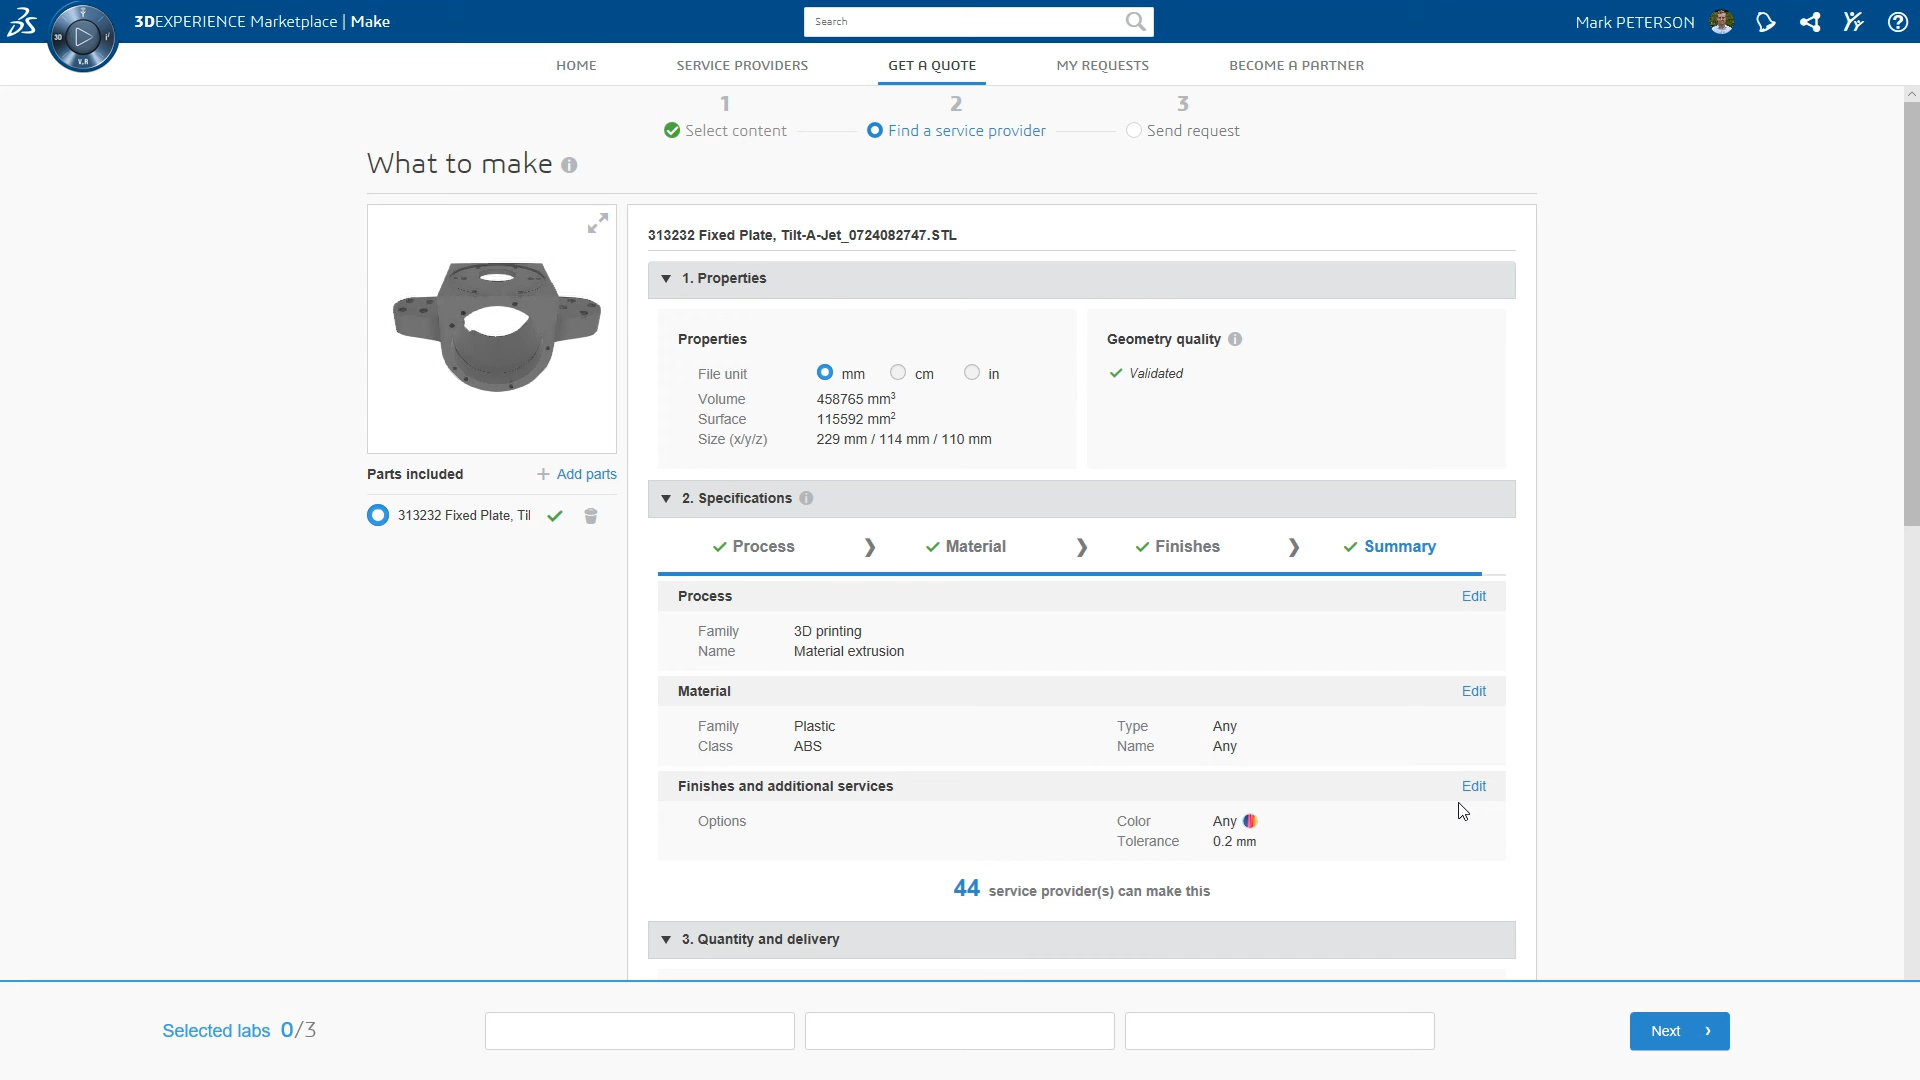 3DEXPERIENCE Marketplace | Make
Search
Mark PETERSON
3D
V.R
HOME
SERVICE PROVIDERS
GET A QUOTE
MY REQUESTS
BECOME A PARTNER
1
2
3
Select content
Find a service provider
Send request
What to make
313232 Fixed Plate, Tilt-A-Jet_0724082747.STL
1. Properties
Properties
Geometry quality
File unit mm cm in
Validated
Volume 458765 mm³
Surface 115592 mm²
Size (x/y/z) 229 mm / 114 mm / 110 mm
Parts included
+ Add parts
313232 Fixed Plate, Til
2. Specifications
Process
Material
Finishes
Summary
Process Edit
Family 3D printing
Name Material extrusion
Material Edit
Family Plastic Type Any
Class ABS Name Any
Finishes and additional services Edit
Options Color Any
Tolerance 0.2 mm
44 service provider(s) can make this
3. Quantity and delivery
Selected labs 0/3
Next